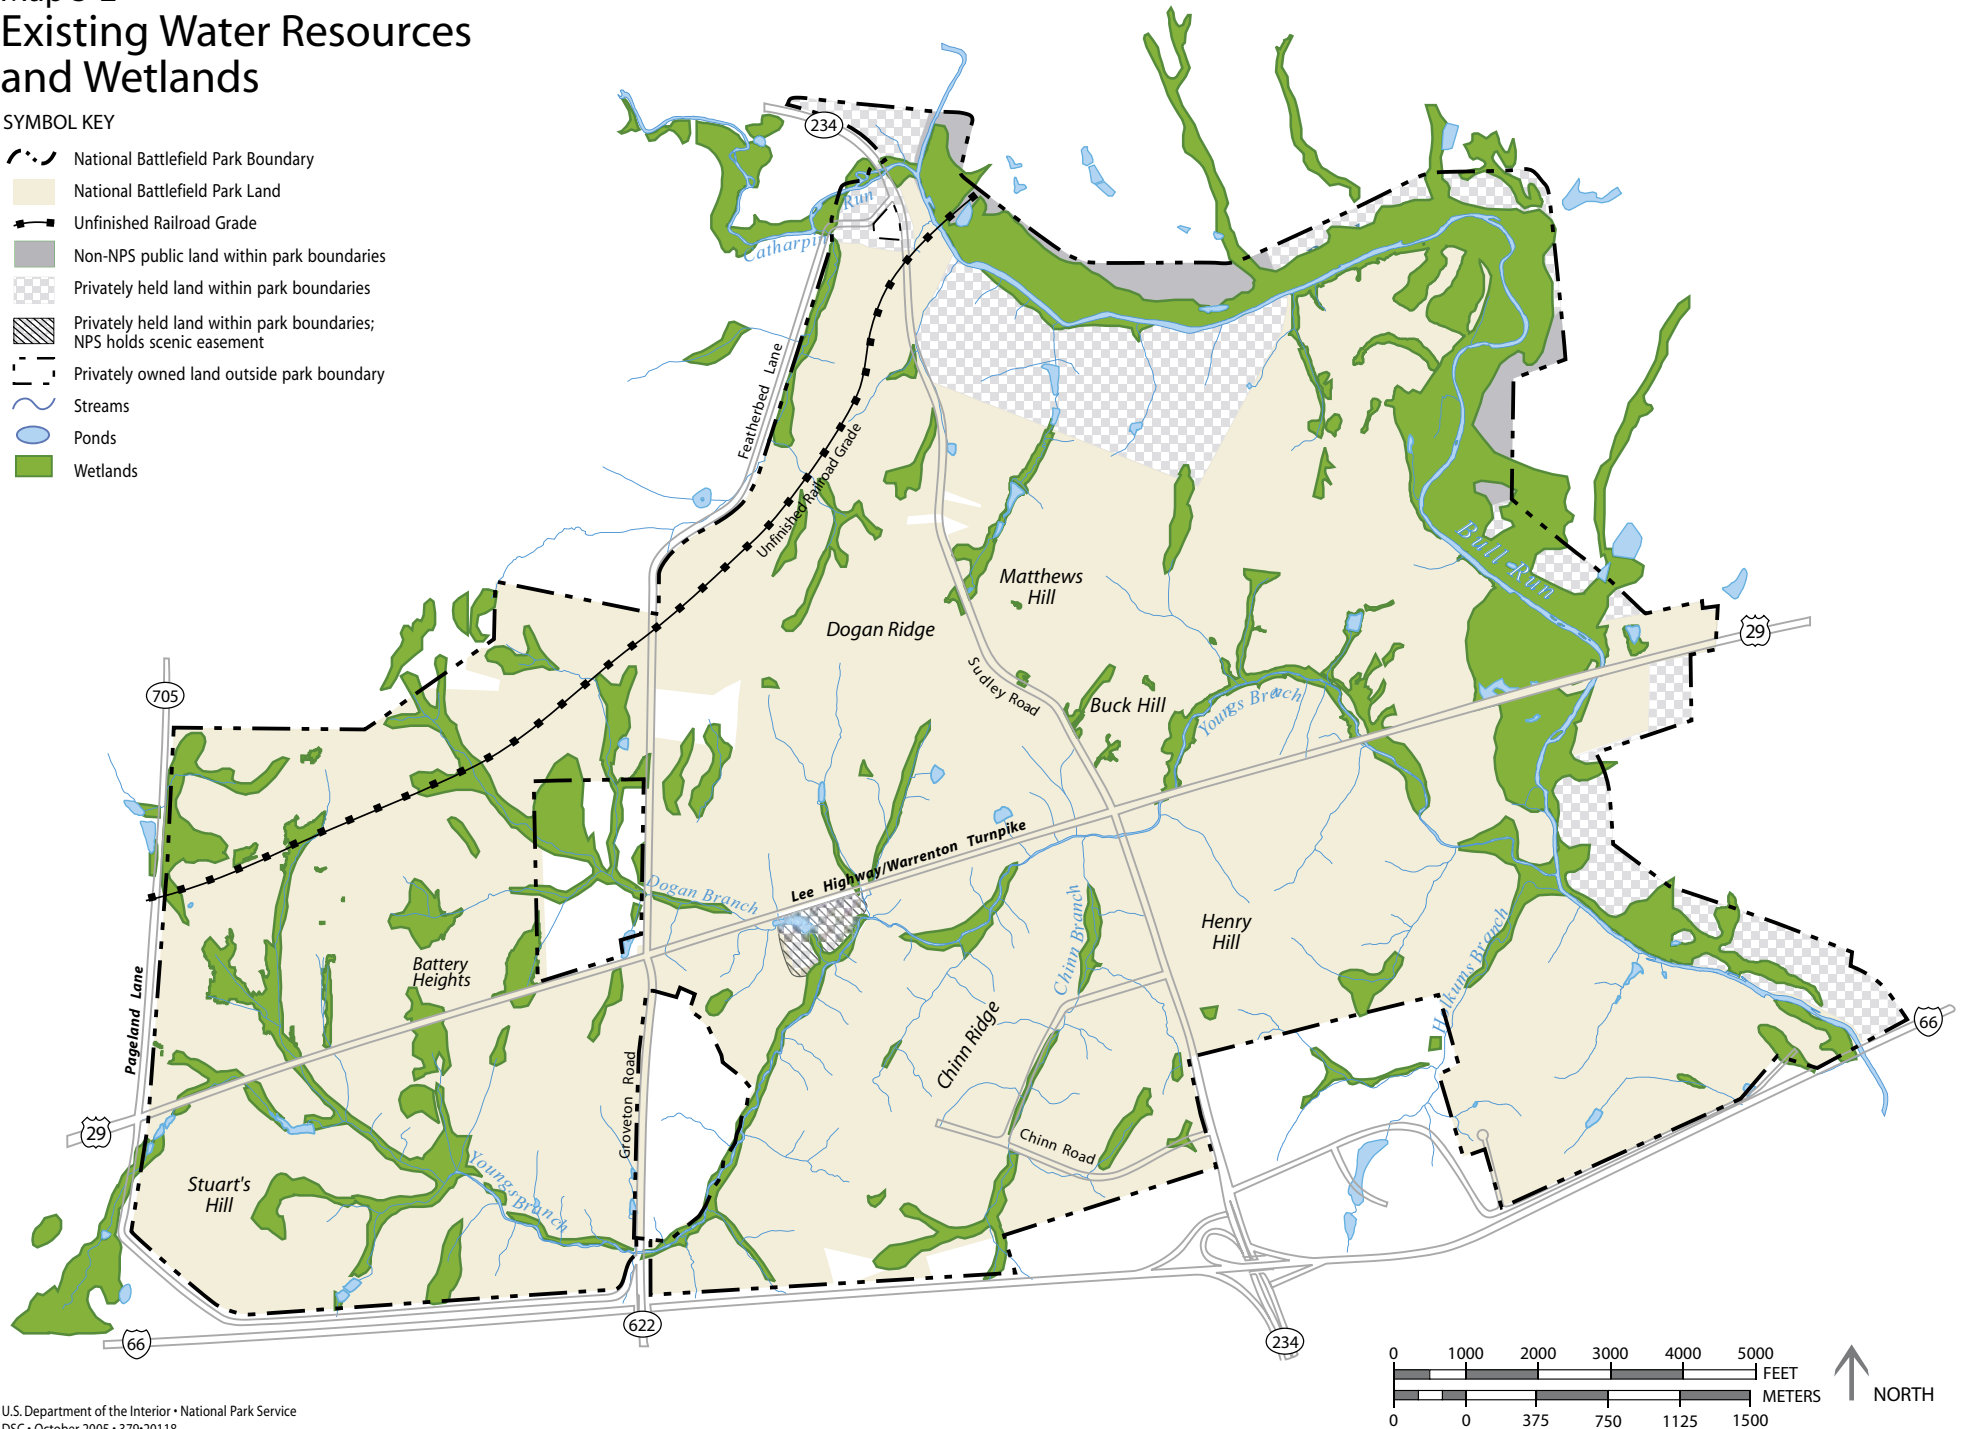 Existing Water Resources
and Wetlands
SYMBOL KEY
National Battlefield Park Boundary
National Battlefield Park Land
Unfinished Railroad Grade
Non-NPS public land within park boundaries
Privately held land within park boundaries
Privately held land within park boundaries;
NPS holds scenic easement
Privately owned land outside park boundary
Streams
Ponds
Wetlands
234
Catharpin Run
Featherbed Lane
Unfinished Railroad Grade
Bull Run
Matthews
Hill
Dogan Ridge
Sudley Road
Buck Hill
Youngs Branch
29
705
Dogan Branch
Lee Highway/Warrenton Turnpike
Battery
Heights
Chinn Branch
Henry
Hill
Holkums Branch
Pageland Lane
Chinn Ridge
66
Groveton Road
29
Chinn Road
Stuart's
Hill
Youngs Branch
66
622
234
0 1000 2000 3000 4000 5000
FEET
METERS
0 0 375 750 1125 1500
NORTH
U.S. Department of the Interior • National Park Service
DSC • October 2005 • 379•20118